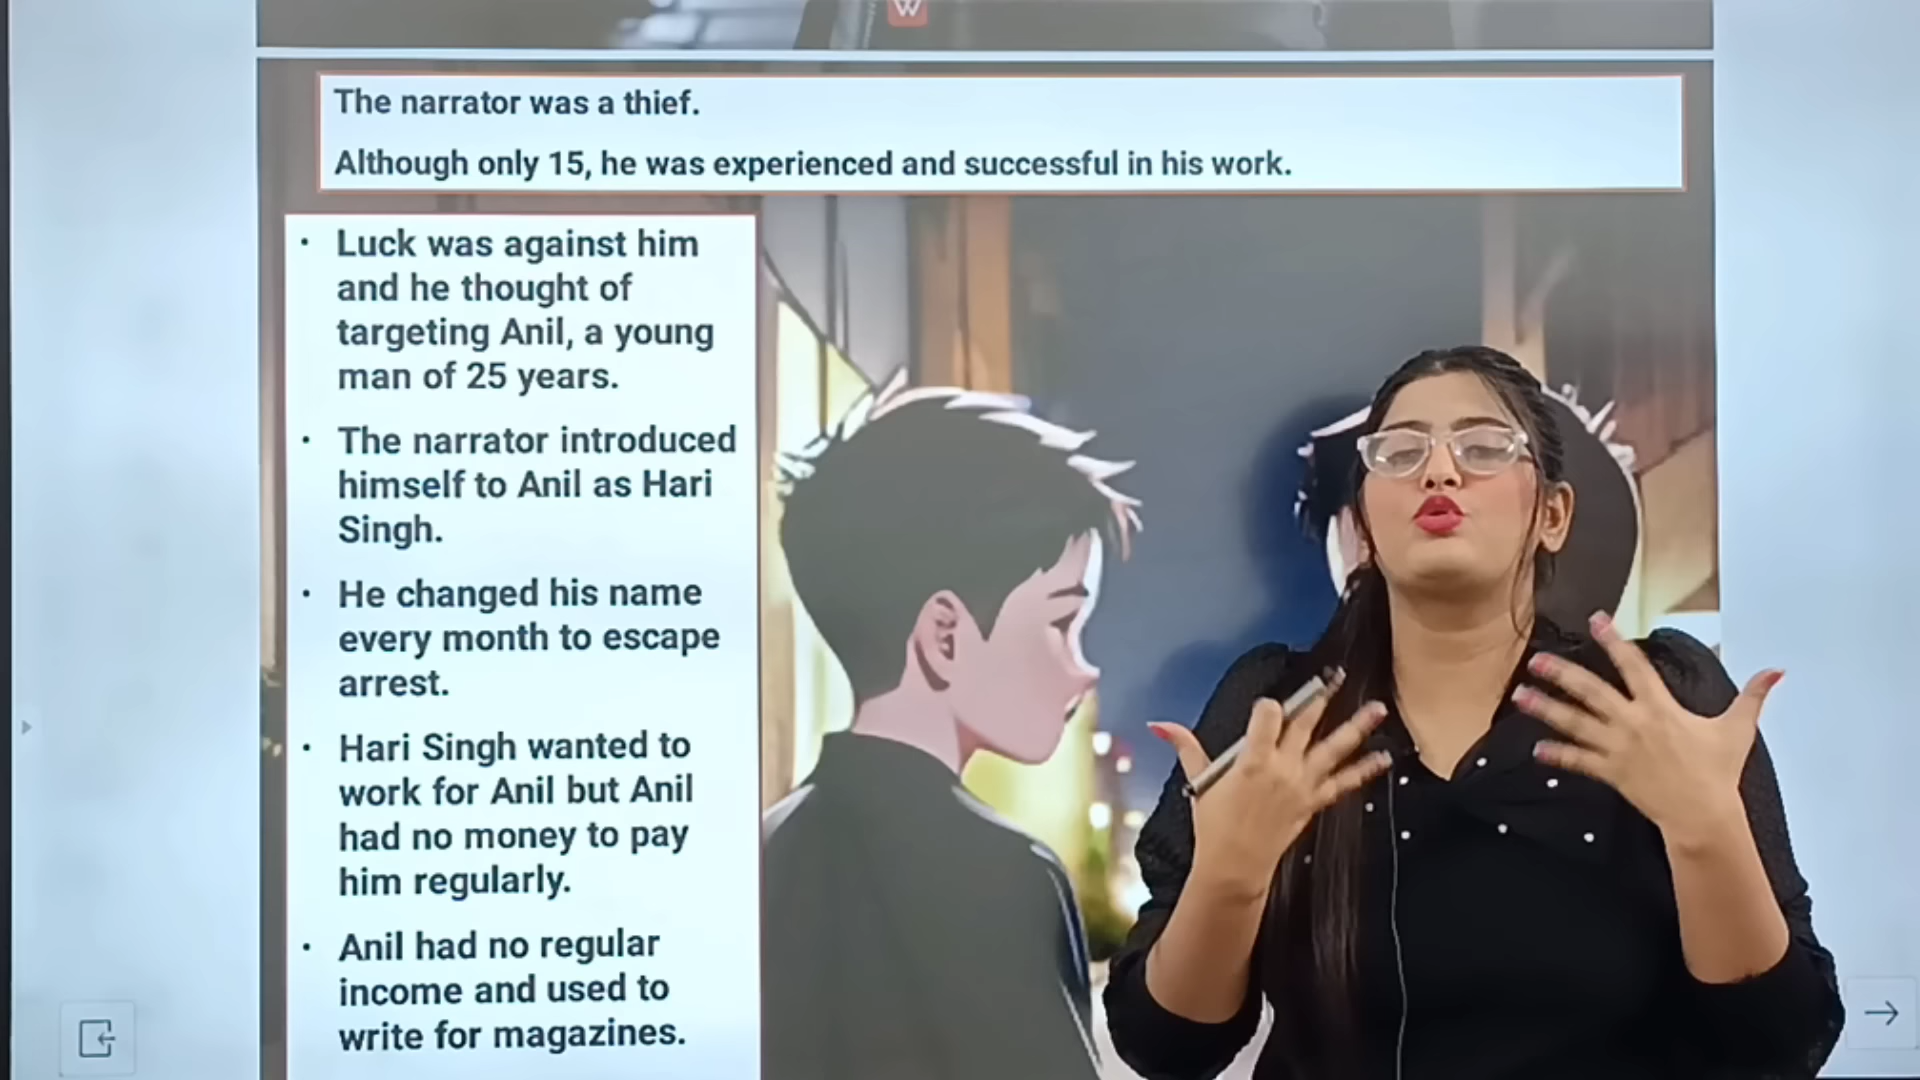 W
The narrator was a thief.
Although only 15, he was experienced and successful in his work.
• Luck was against him
and he thought of
targeting Anil, a young
man of 25 years.
• The narrator introduced
himself to Anil as Hari
Singh.
• He changed his name
every month to escape
arrest.
• Hari Singh wanted to
work for Anil but Anil
had no money to pay
him regularly.
• Anil had no regular
income and used to
write for magazines.